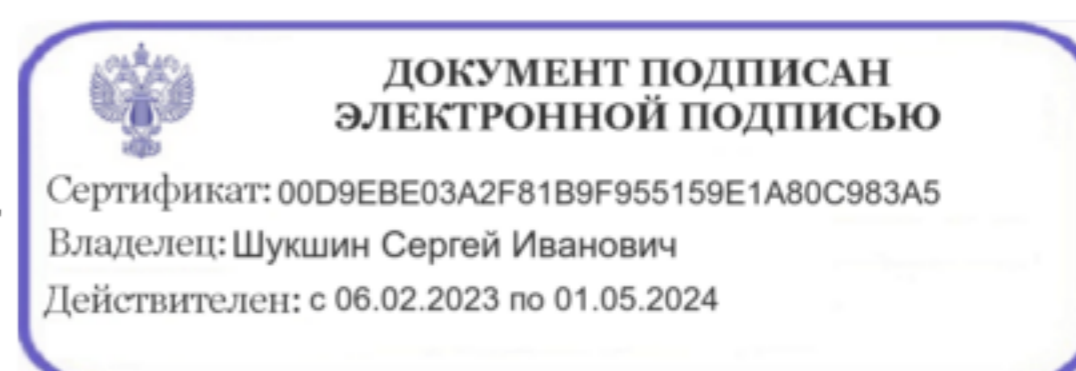 ДОКУМЕНТ ПОДПИСАН
ЭЛЕКТРОННОЙ ПОДПИСЬЮ
Сертификат: 00D9EBE03A2F81B9F955159E1A80C983A5
Владелец: Шукшин Сергей Иванович
Действителен: с 06.02.2023 по 01.05.2024